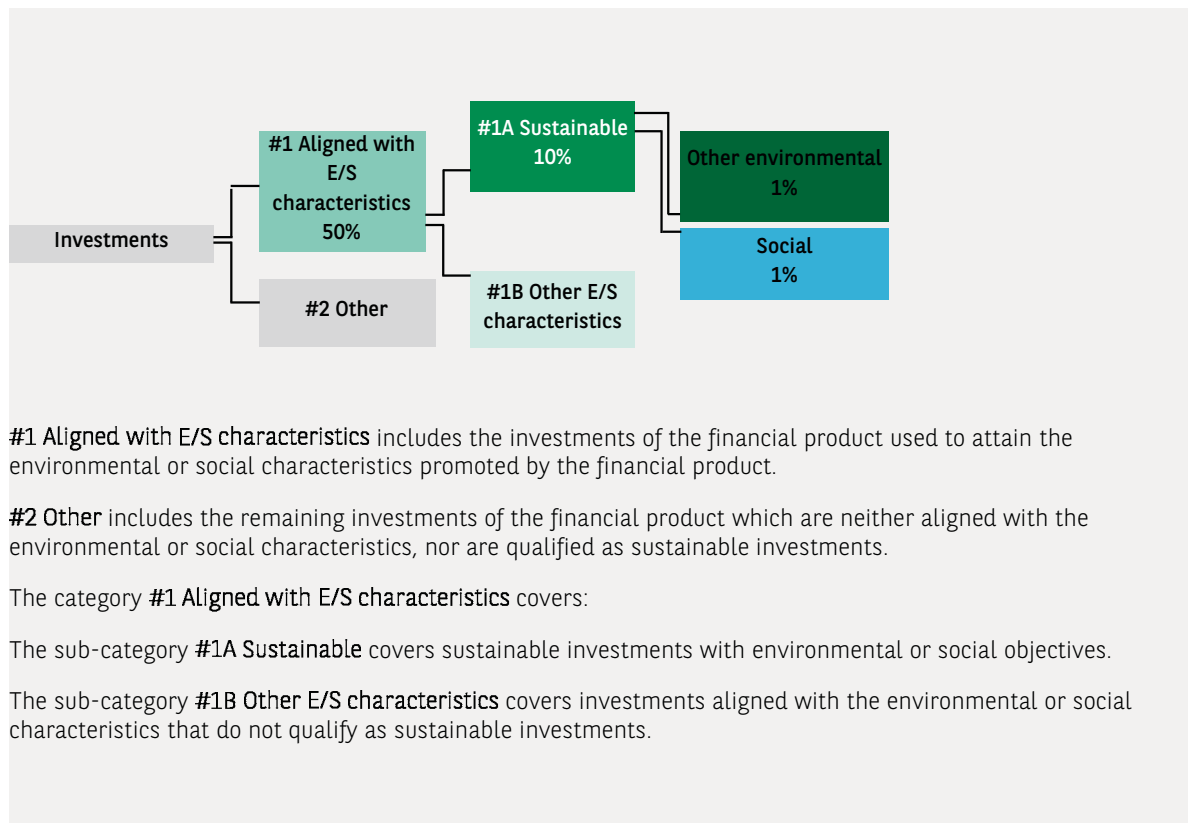 Investments
#1 Aligned with
E/S
characteristics
50%
#2 Other
#1A Sustainable
10%
#1B Other E/S
characteristics
Other environmental
1%
Social
1%
#1 Aligned with E/S characteristics includes the investments of the financial product used to attain the
environmental or social characteristics promoted by the financial product.
#2 Other includes the remaining investments of the financial product which are neither aligned with the
environmental or social characteristics, nor are qualified as sustainable investments.
The category #1 Aligned with E/S characteristics covers:
The sub-category #1A Sustainable covers sustainable investments with environmental or social objectives.
The sub-category #1B Other E/S characteristics covers investments aligned with the environmental or social
characteristics that do not qualify as sustainable investments.